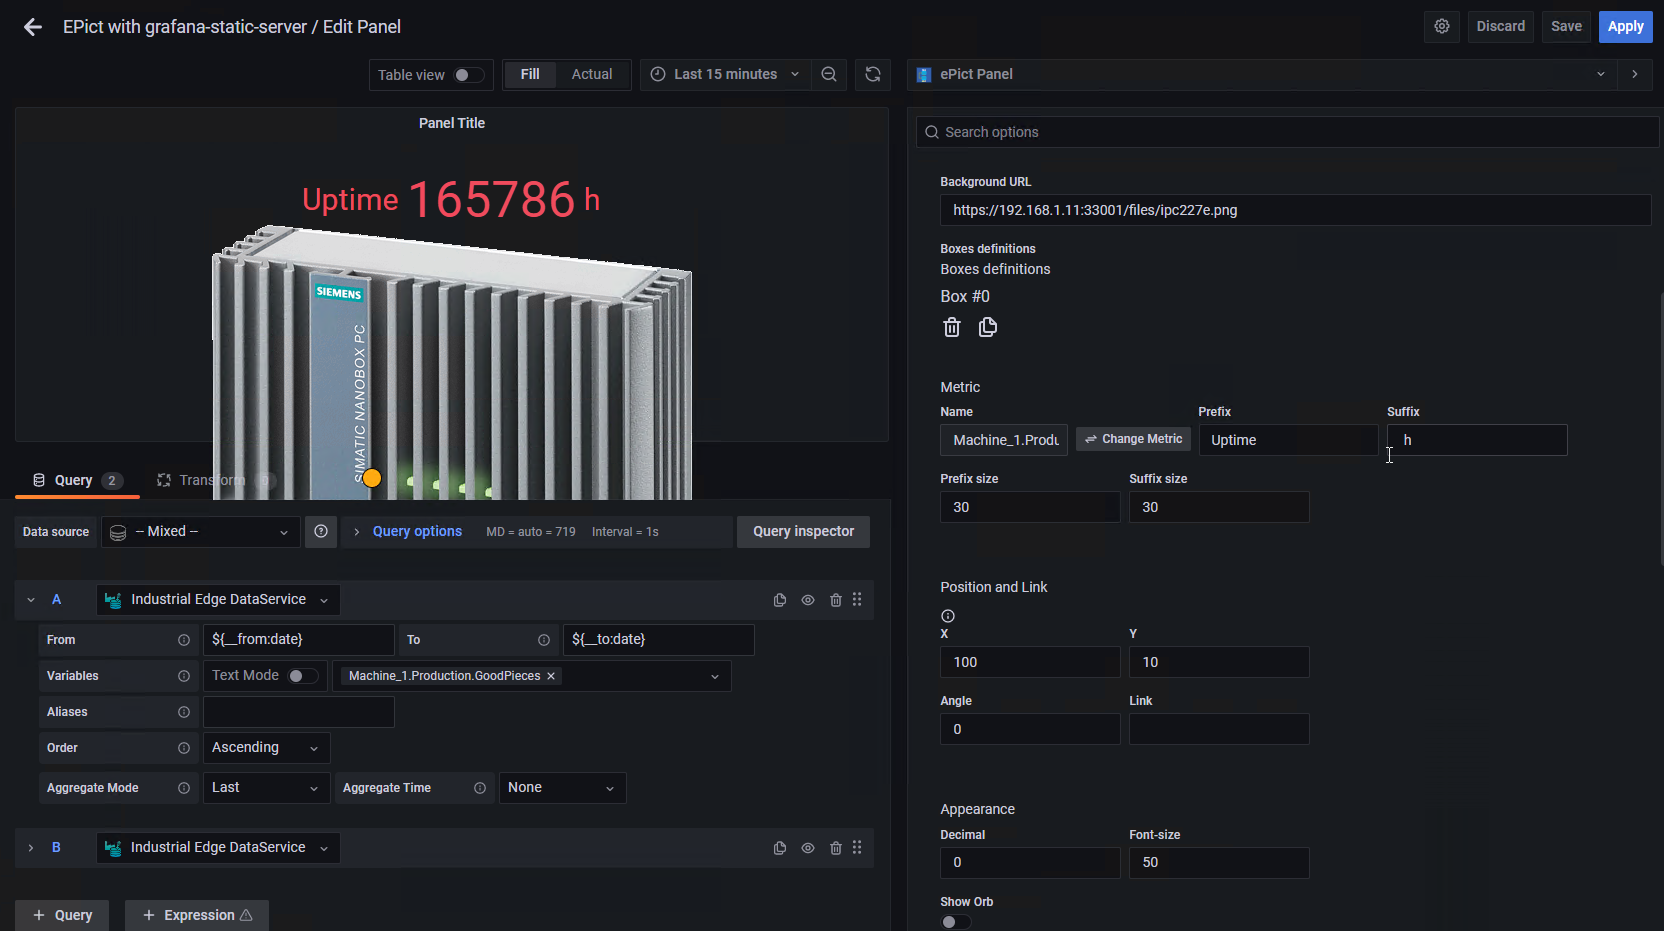 EPict with grafana-static-server / Edit Panel
Discard
Save
Apply
Table view
Fill
Actual
Last 15 minutes
ePict Panel
Panel Title
Search options
Uptime 165786 h
SIEMENS
SIMATIC NANOBOX PC
Background URL
https://192.168.1.11:33001/files/ipc227e.png
Boxes definitions
Boxes definitions
Box #0
Metric
Name
Prefix
Suffix
Machine_1.Produ
Change Metric
Uptime
h
Prefix size
Suffix size
30
30
Position and Link
X
Y
100
10
Angle
Link
0
Appearance
Decimal
Font-size
0
50
Show Orb
Query 2
Transform 0
Data source
-- Mixed --
Query options
MD = auto = 719
Interval = 1s
Query inspector
A
Industrial Edge DataService
From
${__from:date}
To
${__to:date}
Variables
Text Mode
Machine_1.Production.GoodPieces
Aliases
Order
Ascending
Aggregate Mode
Last
Aggregate Time
None
B
Industrial Edge DataService
+ Query
+ Expression